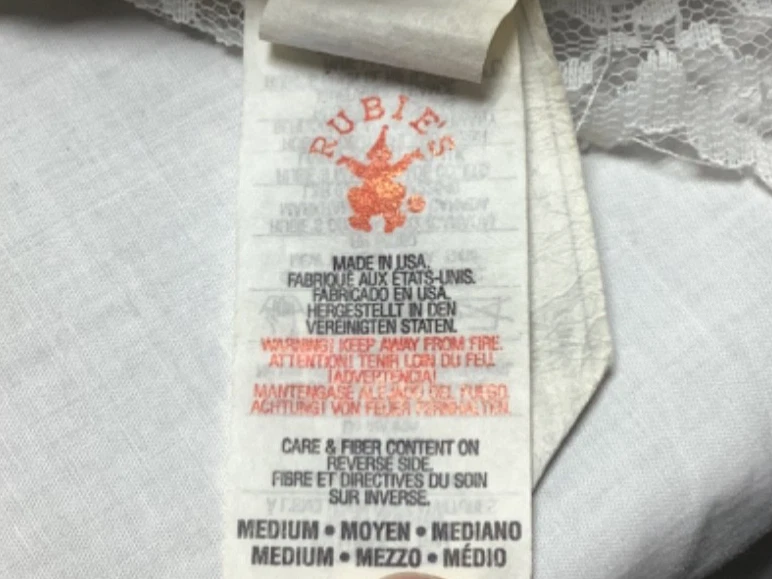 RUBIE'S
MADE IN USA.
FABRIQUÉ AUX ÉTATS-UNIS.
FABRICADO EN USA.
HERGESTELLT IN DEN
VEREINIGTEN STATEN.
WARNING! KEEP AWAY FROM FIRE.
ATTENTION! TENIR LOIN DU FEU.
¡ADVERTENCIA!
MANTENGASE ALEJADO DEL FUEGO.
ACHTUNG! VON FEUER FERNHALTEN.
CARE & FIBER CONTENT ON
REVERSE SIDE.
FIBRE ET DIRECTIVES DU SOIN
SUR INVERSE.
MEDIUM • MOYEN • MEDIANO
MEDIUM • MEZZO • MÉDIO